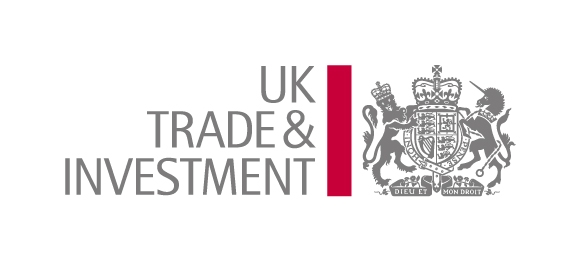 UK
TRADE &
INVESTMENT
DIEU ET MON DROIT